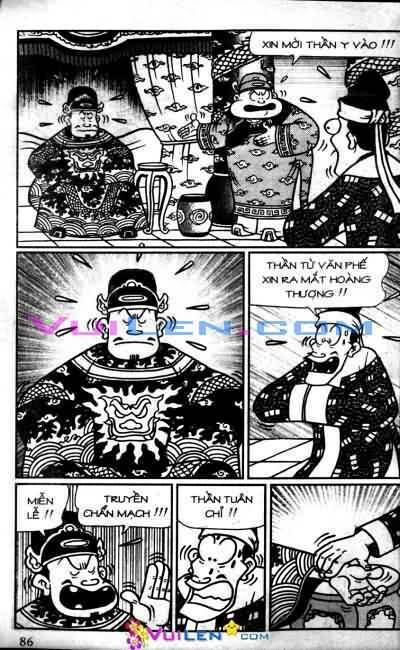 XIN MỜI THẦN Y VÀO !!!
THẦN TỪ VĂN PHẾ
XIN RA MẮT HOÀNG
THƯỢNG !!
VUILEN.COM
MIỄN
LỄ !!
TRUYỀN
CHẨN MẠCH !!!
THẦN TUÂN
CHỈ !!
86
VUILEN.COM